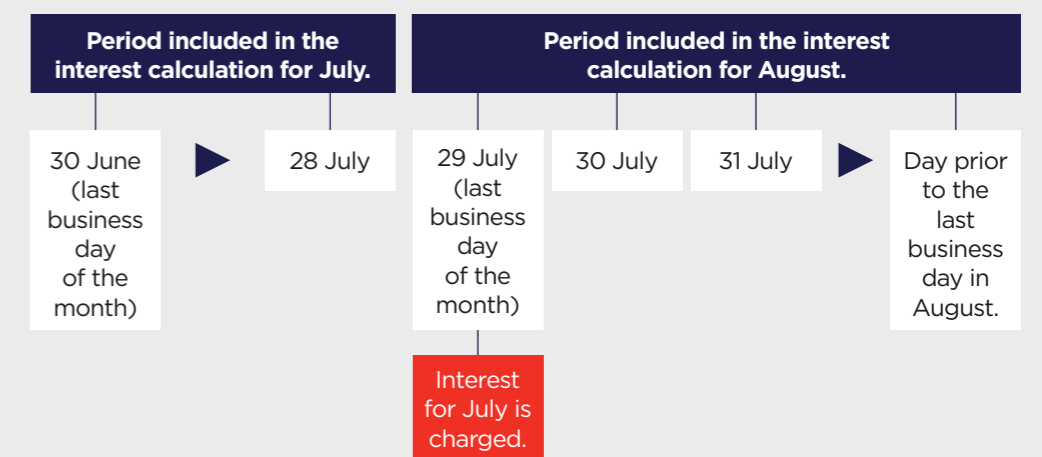 Period included in the
interest calculation for July.
Period included in the interest
calculation for August.
30 June
(last
business
day
of the
month)
28 July
29 July
(last
business
day
of the
month)
30 July
31 July
Day prior
to the
last
business
day in
August.
Interest
for July is
charged.